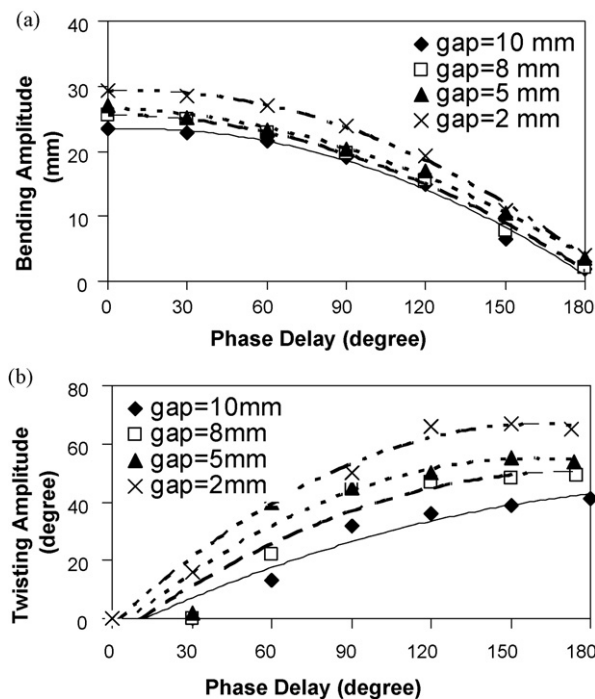 (a)
gap=10 mm
gap=8 mm
gap=5 mm
gap=2 mm
40
30
20
10
0
Bending Amplitude
(mm)
0 30 60 90 120 150 180
Phase Delay (degree)
(b)
gap=10mm
gap=8mm
gap=5mm
gap=2mm
80
60
40
20
0
Twisting Amplitude
(degree)
0 30 60 90 120 150 180
Phase Delay (degree)